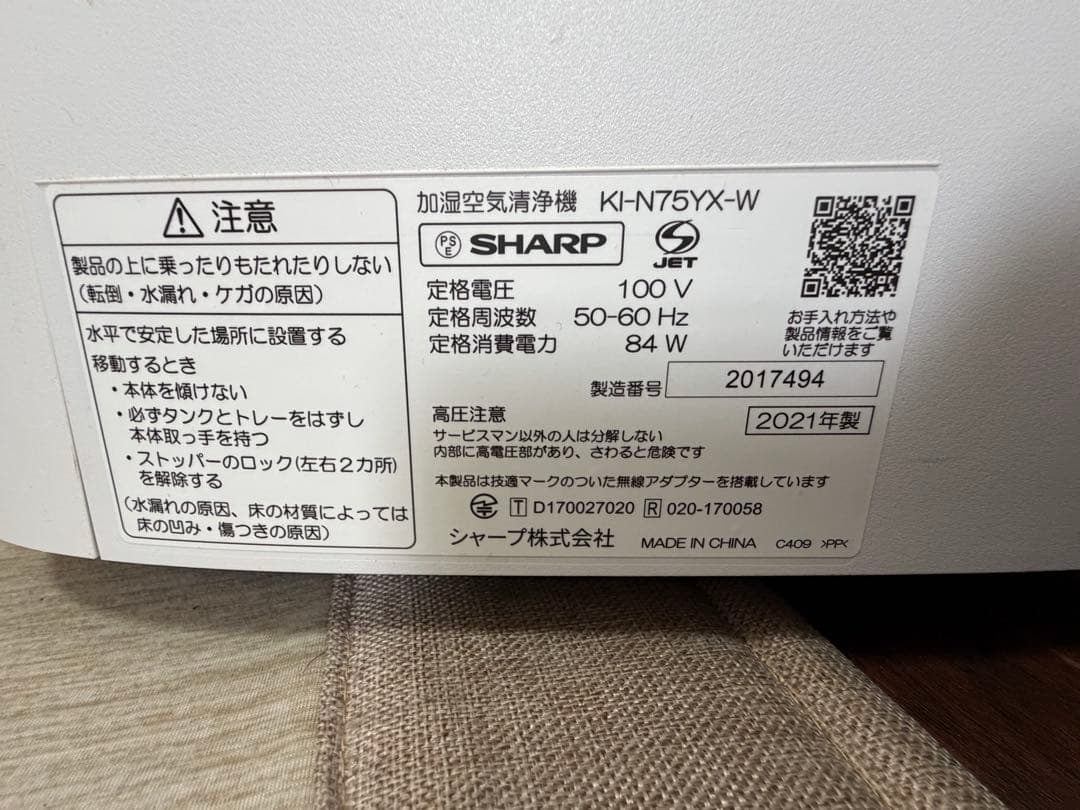 注意
製品の上に乗ったりもたれたりしない
(転倒・水漏れ・ケガの原因)
水平で安定した場所に設置する
移動するとき
・本体を傾けない
・必ずタンクとトレーをはずし
本体取っ手を持つ
・ストッパーのロック(左右2カ所)
を解除する
(水漏れの原因、床の材質によっては
床の凹み・傷つきの原因)
加湿空気清浄機 KI-N75YX-W
PSE SHARP JET
定格電圧 100 V
定格周波数 50-60 Hz
定格消費電力 84 W
お手入れ方法や
製品情報をご覧
いただけます
製造番号 2017494
2021年製
高圧注意
サービスマン以外の人は分解しない
内部に高電圧部があり、さわると危険です
本製品は技適マークのついた無線アダプターを搭載しています
T D170027020 R 020-170058
シャープ株式会社 MADE IN CHINA C409 >PP<